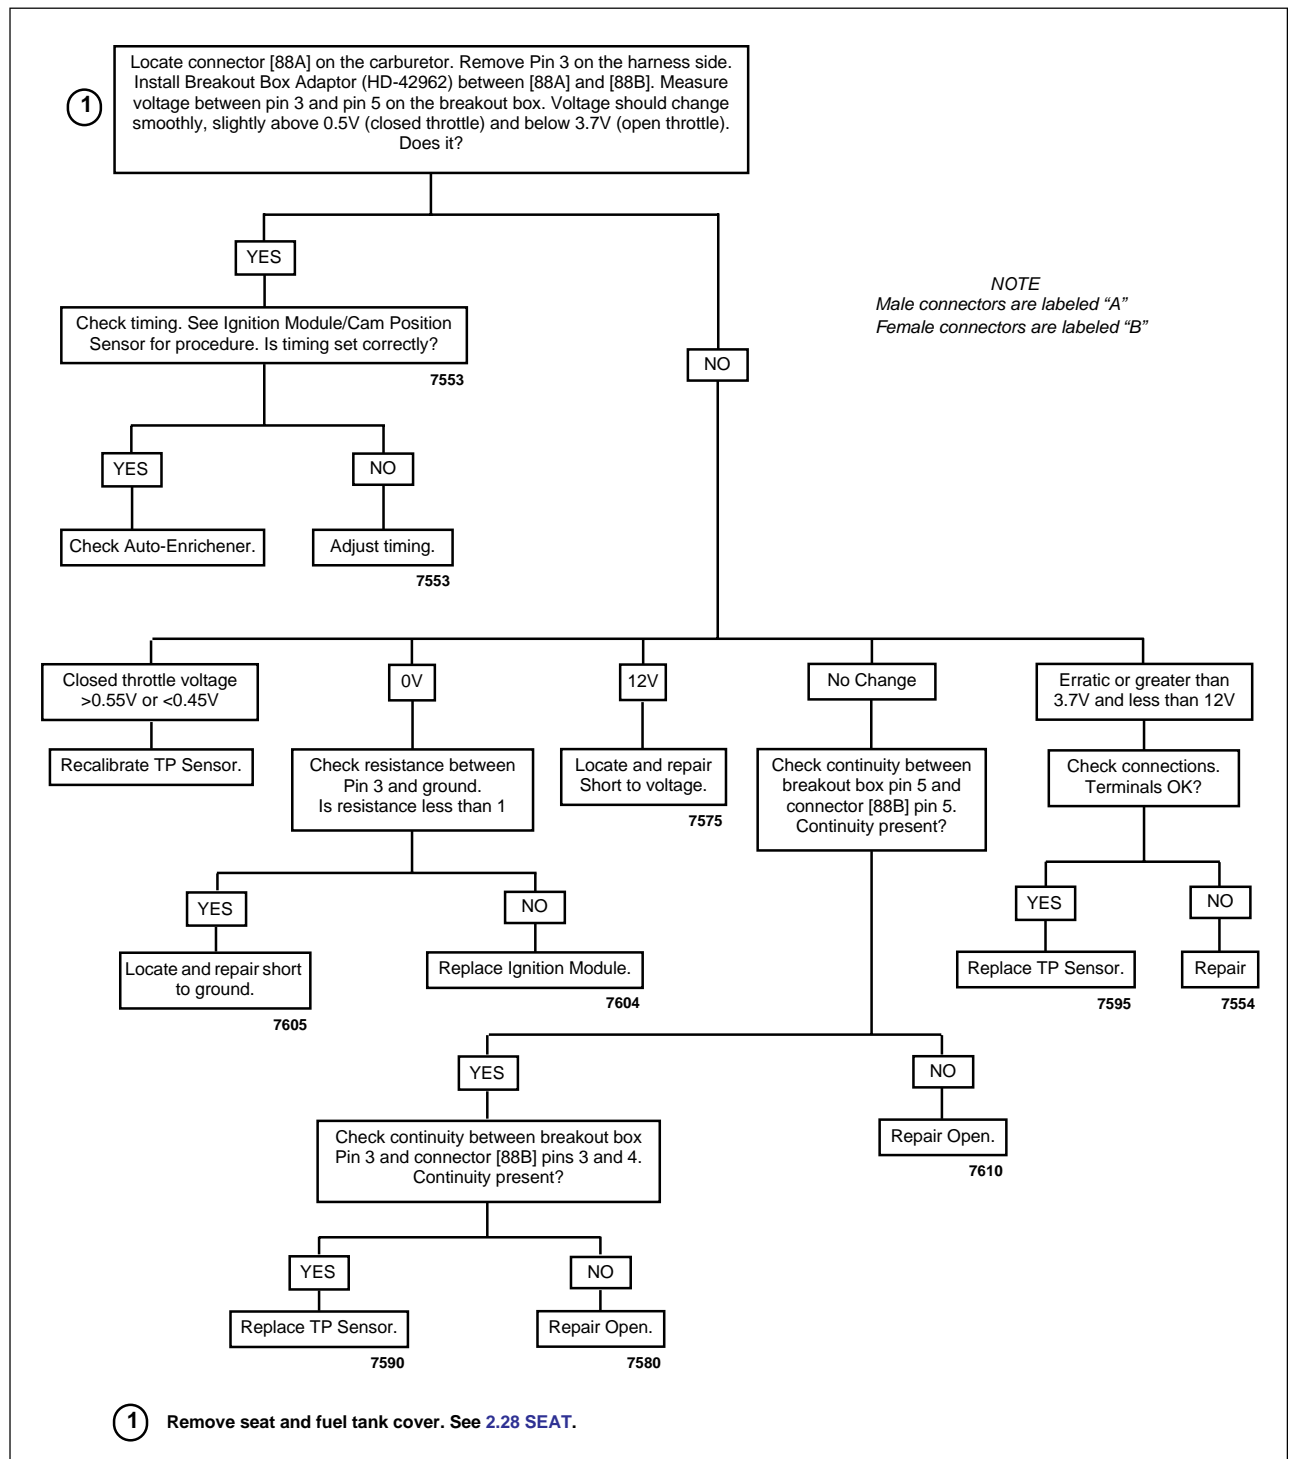 1
Locate connector [88A] on the carburetor. Remove Pin 3 on the harness side.
Install Breakout Box Adaptor (HD-42962) between [88A] and [88B]. Measure
voltage between pin 3 and pin 5 on the breakout box. Voltage should change
smoothly, slightly above 0.5V (closed throttle) and below 3.7V (open throttle).
Does it?
YES
NOTE
Male connectors are labeled “A”
Female connectors are labeled “B”
Check timing. See Ignition Module/Cam Position
Sensor for procedure. Is timing set correctly?
7553
NO
YES
NO
Check Auto-Enrichener.
Adjust timing.
7553
Closed throttle voltage
>0.55V or <0.45V
0V
12V
No Change
Erratic or greater than
3.7V and less than 12V
Recalibrate TP Sensor.
Check resistance between
Pin 3 and ground.
Is resistance less than 1
Locate and repair
Short to voltage.
7575
Check continuity between
breakout box pin 5 and
connector [88B] pin 5.
Continuity present?
Check connections.
Terminals OK?
YES
NO
YES
NO
Locate and repair short
to ground.
7605
Replace Ignition Module.
7604
Replace TP Sensor.
7595
Repair
7554
YES
NO
Check continuity between breakout box
Pin 3 and connector [88B] pins 3 and 4.
Continuity present?
Repair Open.
7610
YES
NO
Replace TP Sensor.
7590
Repair Open.
7580
1 Remove seat and fuel tank cover. See 2.28 SEAT.